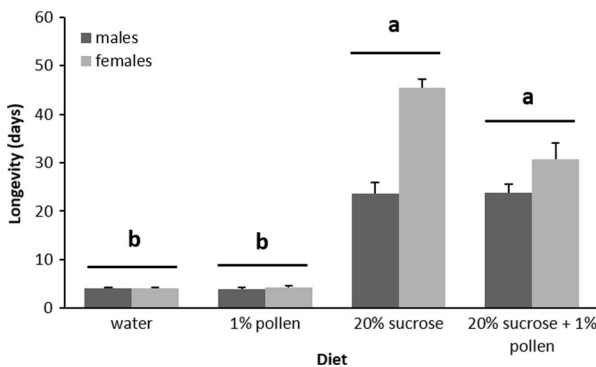 60
50
40
30
20
10
0
Longevity (days)
males
females
b
b
a
a
water
1% pollen
20% sucrose
20% sucrose + 1%
pollen
Diet